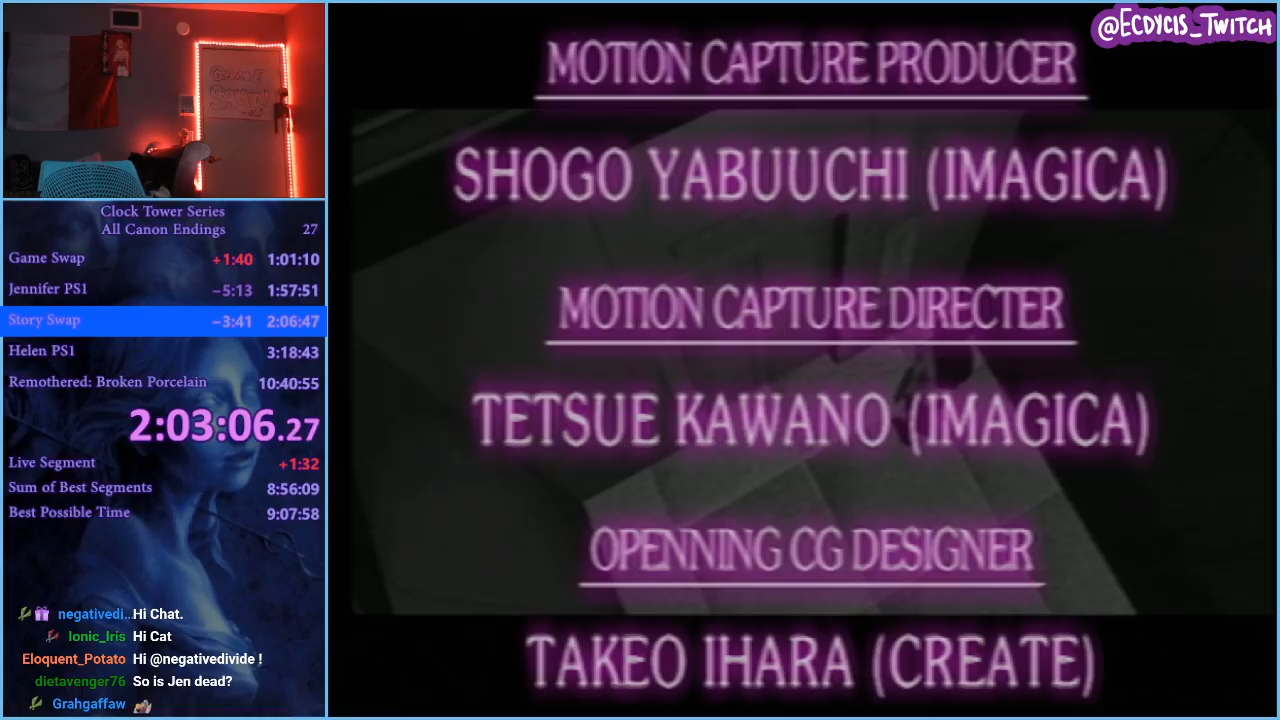 @ECDYCIS_TWITCH
MOTION CAPTURE PRODUCER
SHOGO YABUUCHI (IMAGICA)
MOTION CAPTURE DIRECTER
TETSUE KAWANO (IMAGICA)
OPENNING CG DESIGNER
TAKEO IHARA (CREATE)
GAME
Clock Tower Series
All Canon Endings 27
Game Swap +1:40 1:01:10
Jennifer PS1 −5:13 1:57:51
Story Swap −3:41 2:06:47
Helen PS1 3:18:43
Remothered: Broken Porcelain 10:40:55
2:03:06.27
Live Segment +1:32
Sum of Best Segments 8:56:09
Best Possible Time 9:07:58
negativedi... Hi Chat.
Ionic_Iris Hi Cat
Eloquent_Potato Hi @negativedivide !
dietavenger76 So is Jen dead?
Grahgaffaw